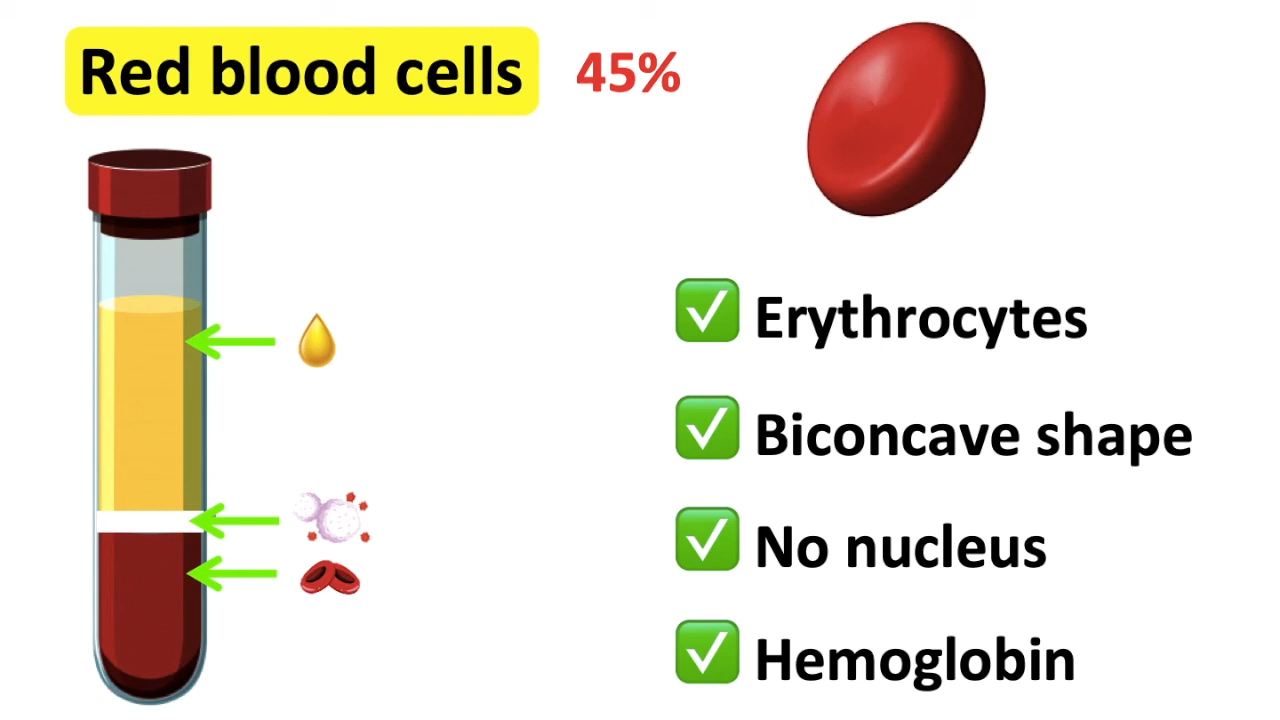 Red blood cells 45%
Erythrocytes
Biconcave shape
No nucleus
Hemoglobin